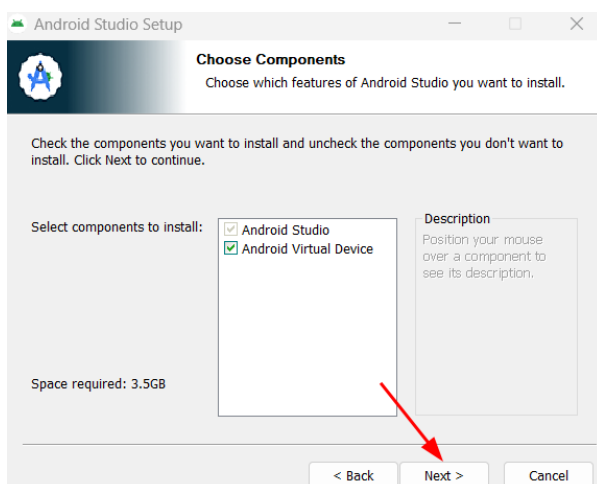 Android Studio Setup
Choose Components
Choose which features of Android Studio you want to install.
Check the components you want to install and uncheck the components you don't want to
install. Click Next to continue.
Select components to install:
Android Studio
Android Virtual Device
Description
Position your mouse
over a component to
see its description.
Space required: 3.5GB
< Back
Next >
Cancel